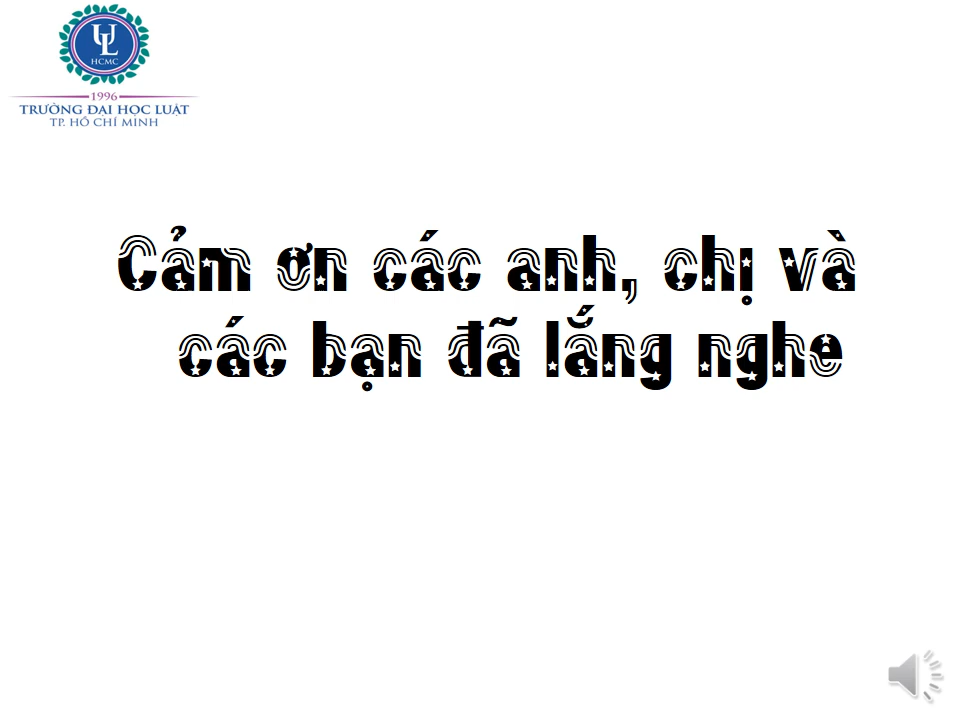 UL
HCMC
1996
TRƯỜNG ĐẠI HỌC LUẬT
TP. HỒ CHÍ MINH
Cảm ơn các anh, chị và
các bạn đã lắng nghe